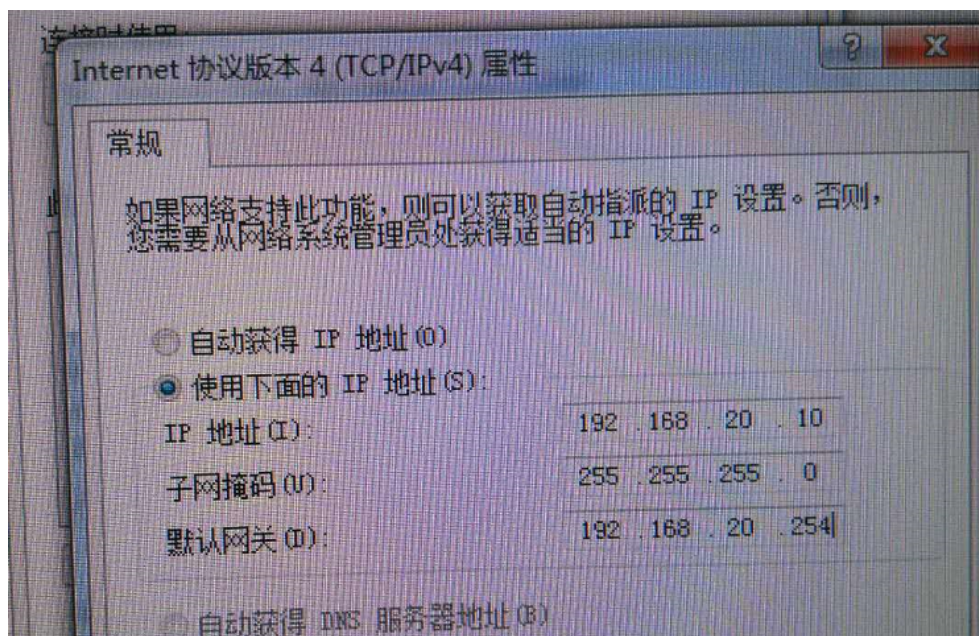 连接时使用:
Internet 协议版本 4 (TCP/IPv4) 属性
?
X
常规
如果网络支持此功能，则可以获取自动指派的 IP 设置。否则，
您需要从网络系统管理员处获得适当的 IP 设置。
自动获得 IP 地址(O)
使用下面的 IP 地址(S):
IP 地址(I): 192 . 168 . 20 . 10
子网掩码(U): 255 . 255 . 255 . 0
默认网关(D): 192 . 168 . 20 . 254
自动获得 DNS 服务器地址(B)